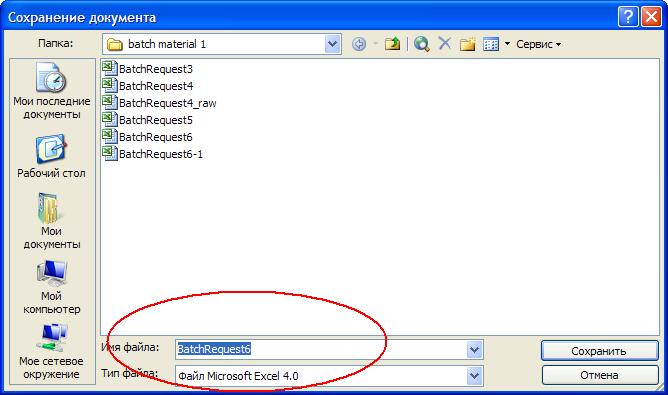 Сохранение документа
Папка:
batch material 1
Сервис
Мои последние
документы
Рабочий стол
Мои
документы
Мой
компьютер
Мое сетевое
окружение
BatchRequest3
BatchRequest4
BatchRequest4_raw
BatchRequest5
BatchRequest6
BatchRequest6-1
Имя файла:
BatchRequest6
Сохранить
Тип файла:
Файл Microsoft Excel 4.0
Отмена